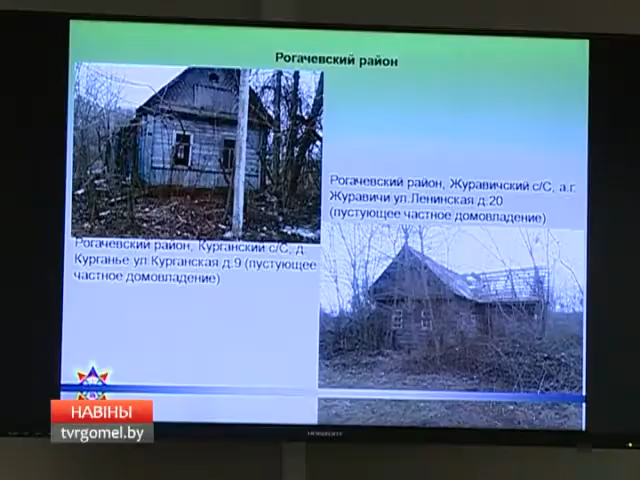 Рогачевский район
Рогачевский район, Журавичский с/С, а.г.
Журавичи ул.Ленинская д.20
(пустующее частное домовладение)
Рогачевский район, Курганский с/С, д.
Курганье ул.Курганская д.9 (пустующее
частное домовладение)
НАВІНЫ
tvrgomel.by
HORIZONT